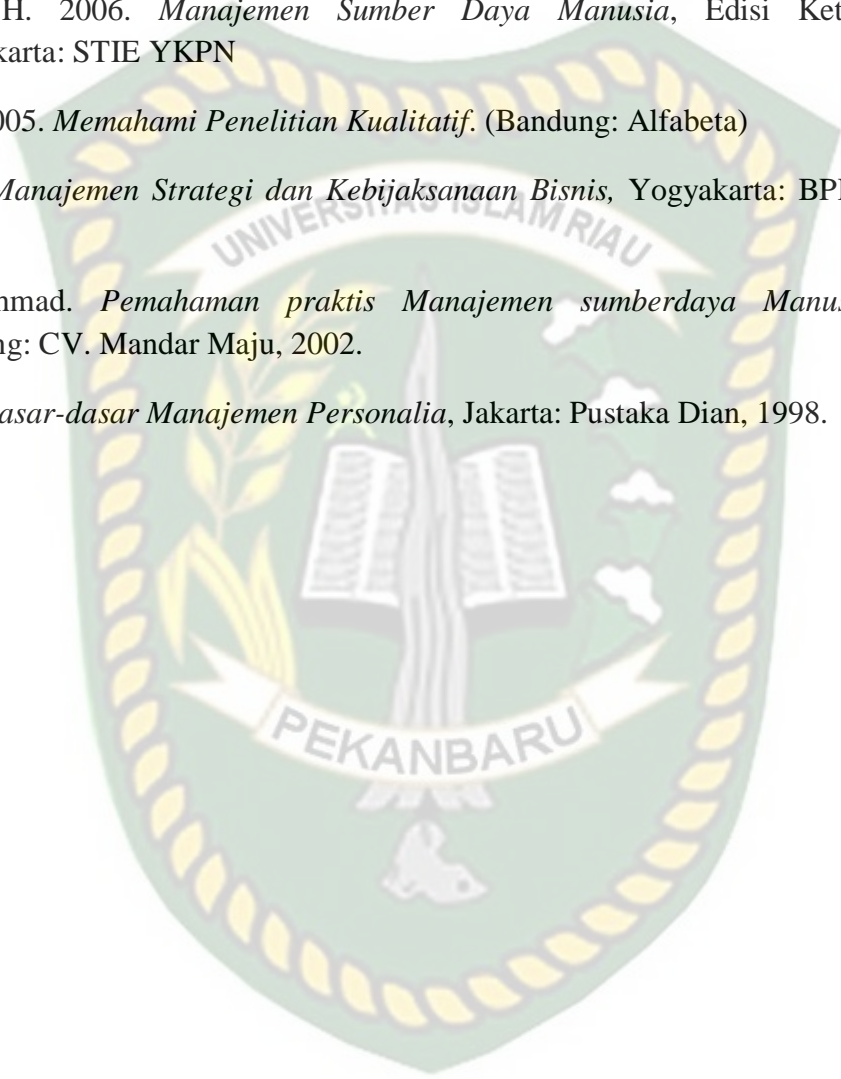 H. 2006. Manajemen Sumber Daya Manusia, Edisi Ket
karta: STIE YKPN
005. Memahami Penelitian Kualitatif. (Bandung: Alfabeta)
Manajemen Strategi dan Kebijaksanaan Bisnis, Yogyakarta: BP
hmad. Pemahaman praktis Manajemen sumberdaya Manus
ng: CV. Mandar Maju, 2002.
asar-dasar Manajemen Personalia, Jakarta: Pustaka Dian, 1998.
UNIVERSITAS ISLAM RIAU
PEKANBARU